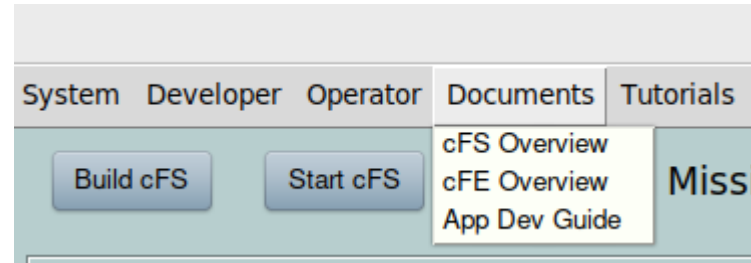 System Developer Operator Documents Tutorials
cFS Overview
cFE Overview
App Dev Guide
Build cFS Start cFS Miss